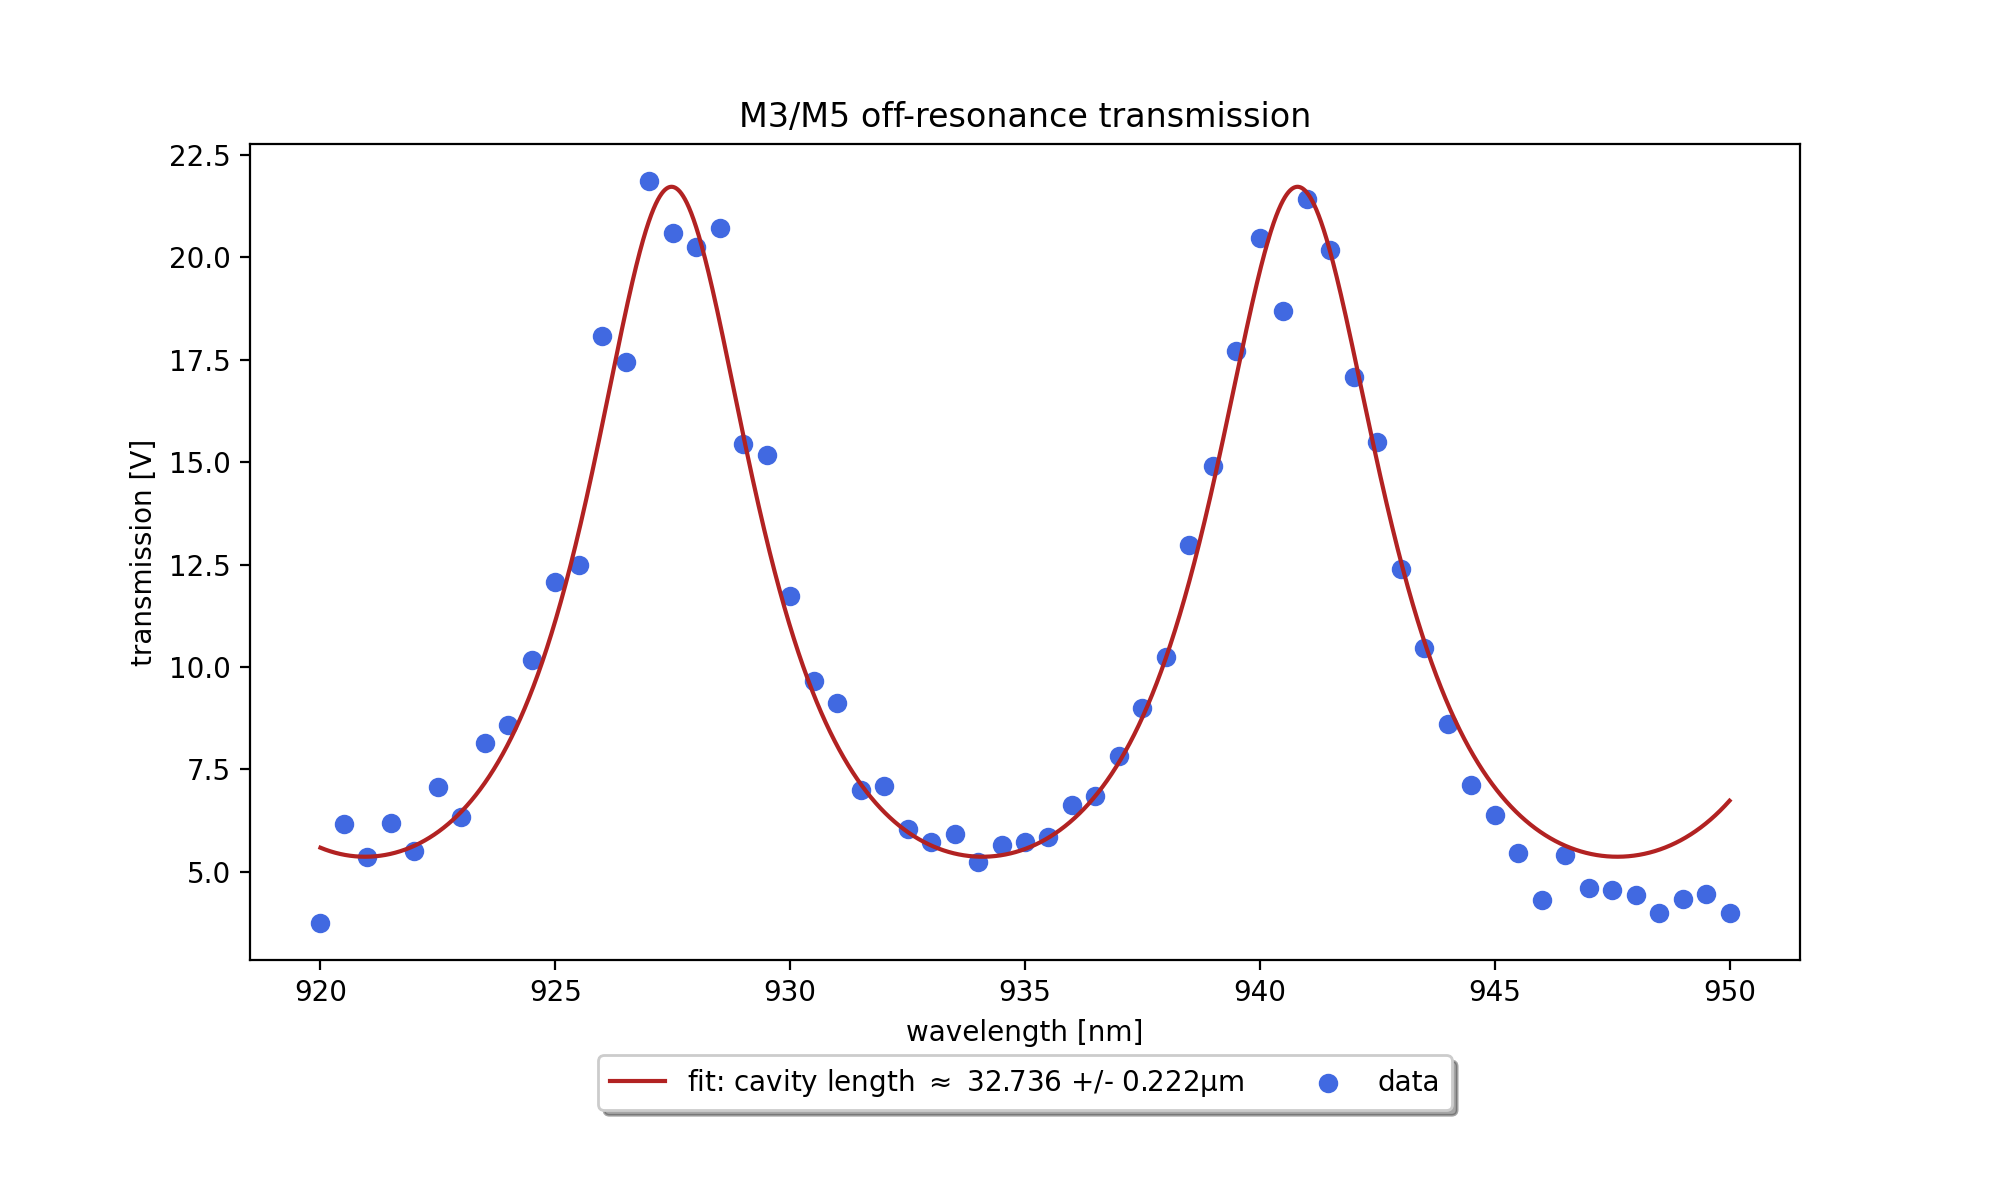 M3/M5 off-resonance transmission
22.5
20.0
17.5
15.0
12.5
10.0
7.5
5.0
transmission [V]
920 925 930 935 940 945 950
wavelength [nm]
fit: cavity length ≈ 32.736 +/- 0.222μm data